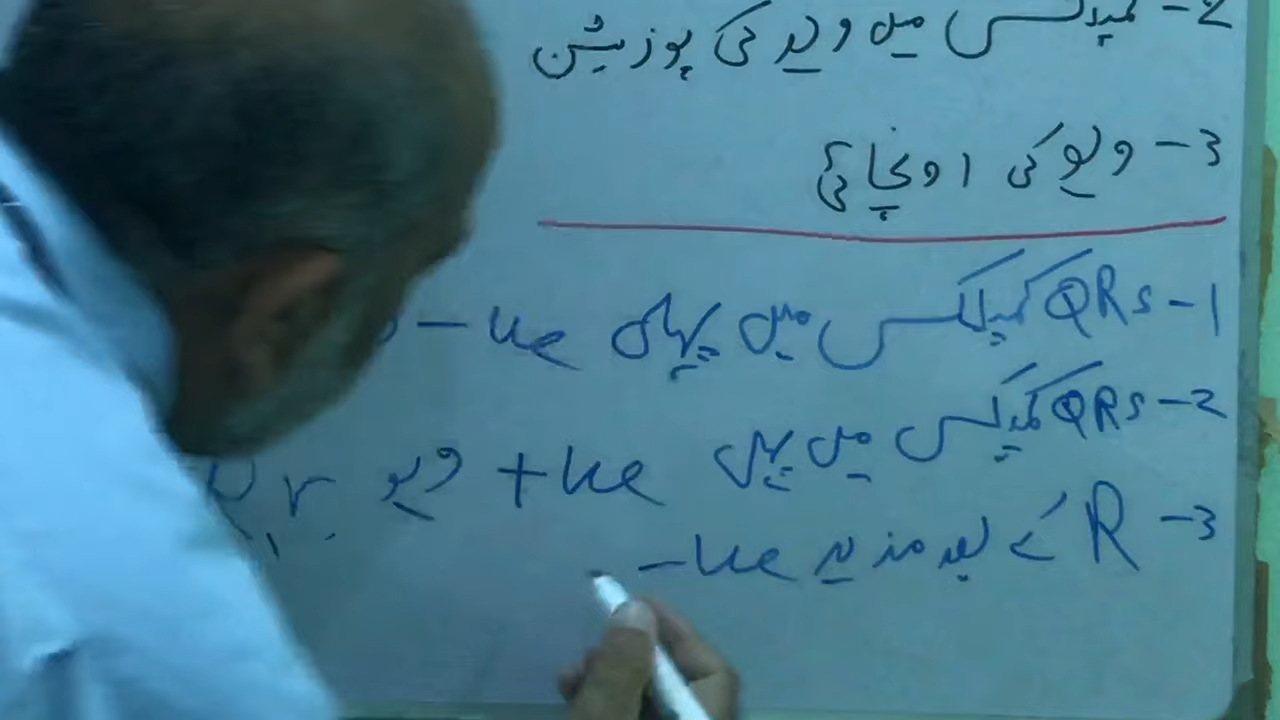 2- کمپلکس میں ویو کی پوزیشن
3- ویو کی اونچائی
1- QRS کمپلکس میں پہلی -ve
2- QRS کمپلکس میں پہلی +ve ویو r,
3- R کے بعد مزید -ve